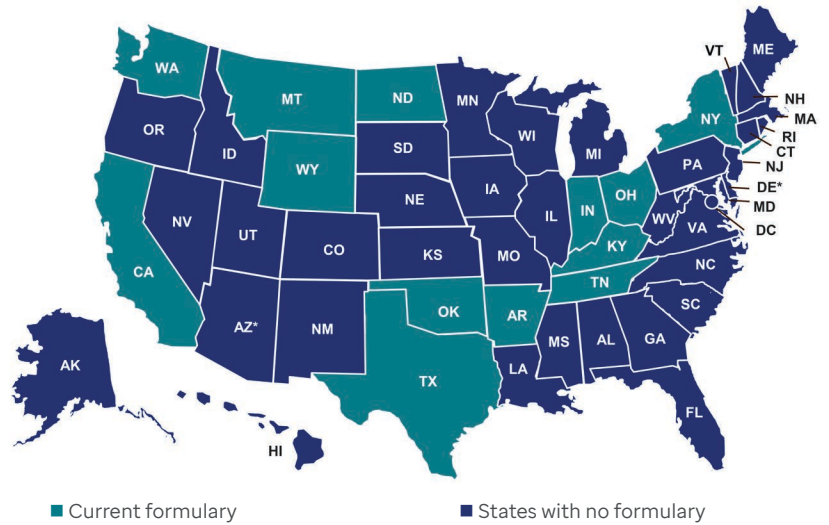 VT
ME
WA
MT
ND
MN
NH
MA
OR
ID
WY
SD
WI
MI
NY
RI
CT
NJ
PA
DE*
MD
DC
NV
UT
CO
NE
IA
IL
IN
OH
WV
VA
CA
KS
MO
KY
NC
AZ*
NM
OK
AR
TN
SC
MS
AL
GA
TX
LA
FL
AK
HI
Current formulary
States with no formulary